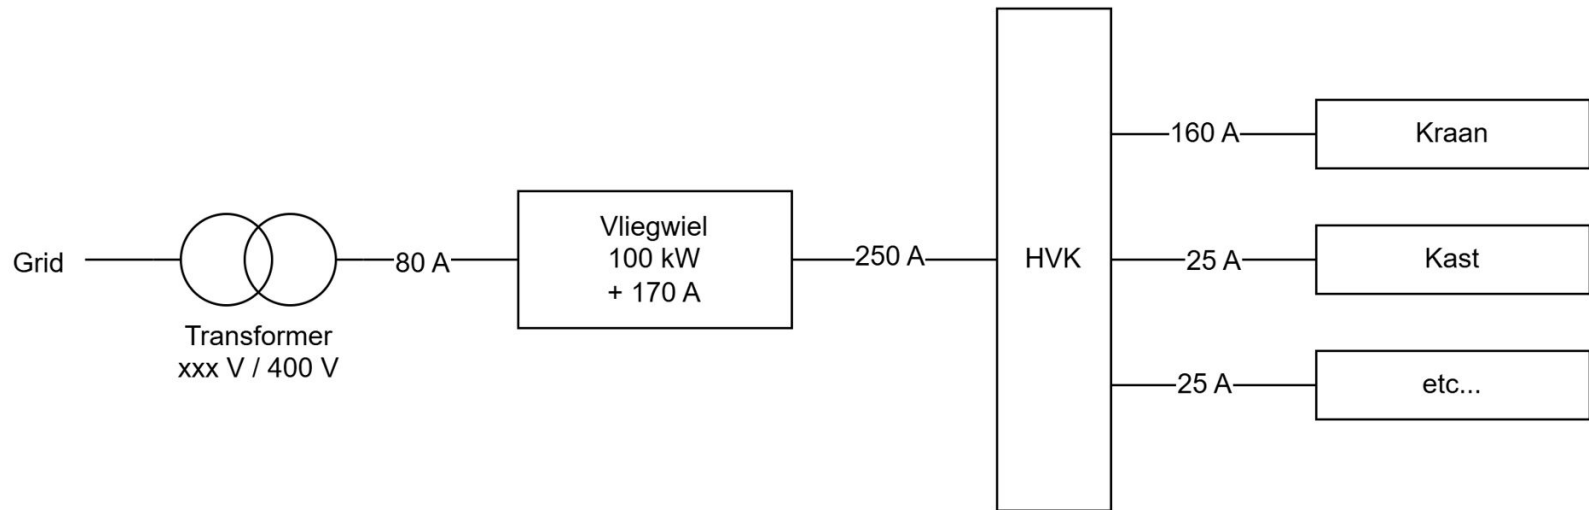 Grid
Transformer
xxx V / 400 V
80 A
Vliegwiel
100 kW
+ 170 A
250 A
HVK
160 A
Kraan
25 A
Kast
25 A
etc...